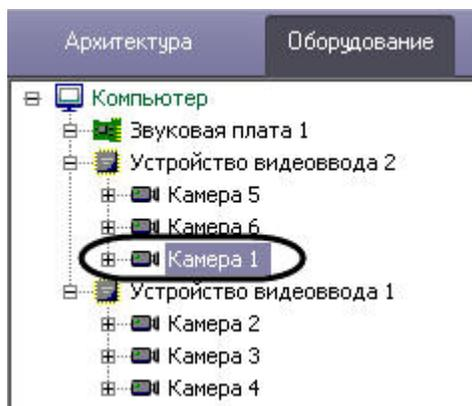 Архитектура Оборудование
Компьютер
Звуковая плата 1
Устройство видеоввода 2
Камера 5
Камера 6
Камера 1
Устройство видеоввода 1
Камера 2
Камера 3
Камера 4